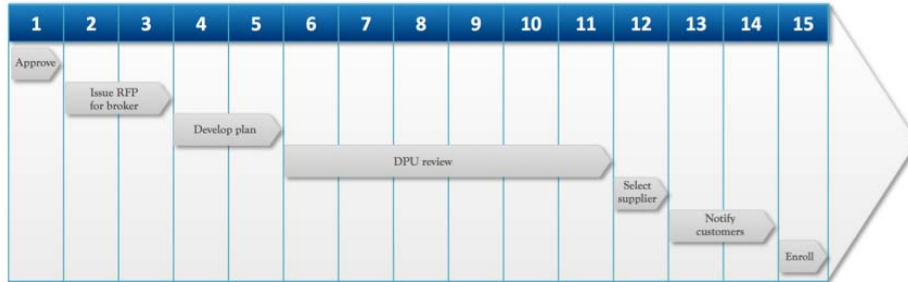 1 2 3 4 5 6 7 8 9 10 11 12 13 14 15
Approve
Issue RFP
for broker
Develop plan
DPU review
Select
supplier
Notify
customers
Enroll